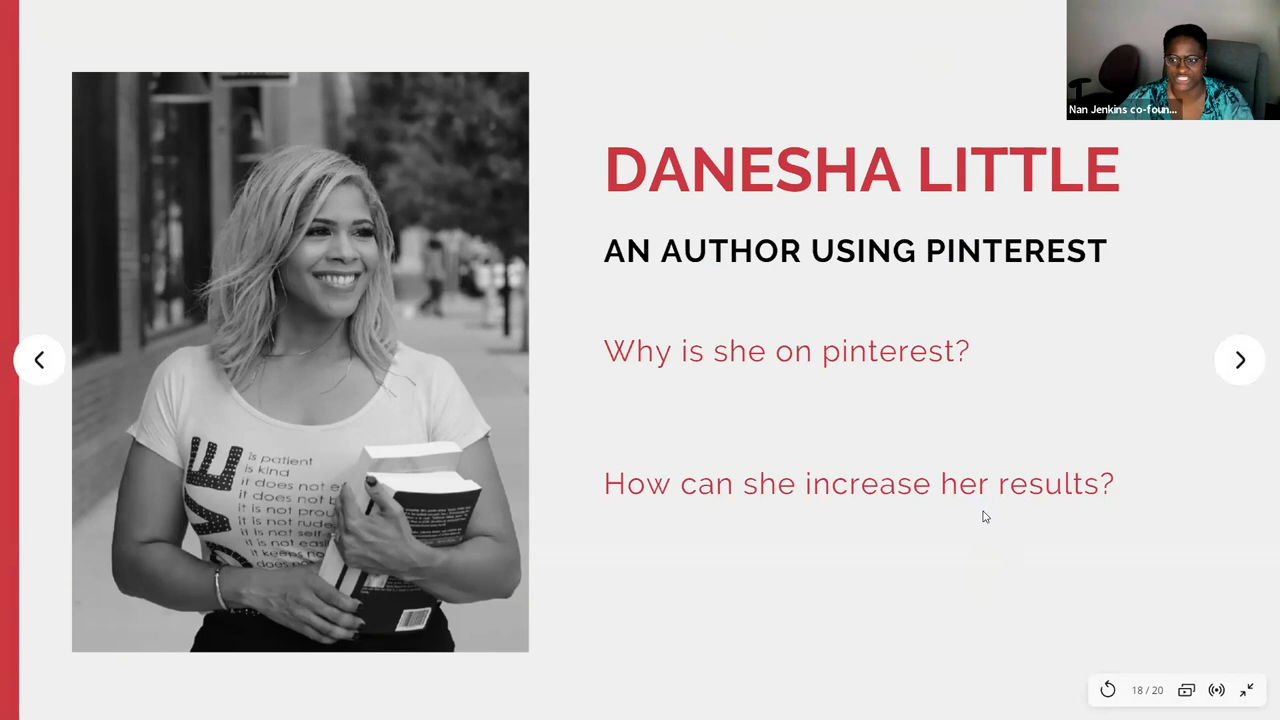 Nan Jenkins co-foun...
DANESHA LITTLE
AN AUTHOR USING PINTEREST
Why is she on pinterest?
How can she increase her results?
is patient
is kind
it does not
it does not
it is not
it is not rude
it is not self
it is not
it keeps no
18 / 20